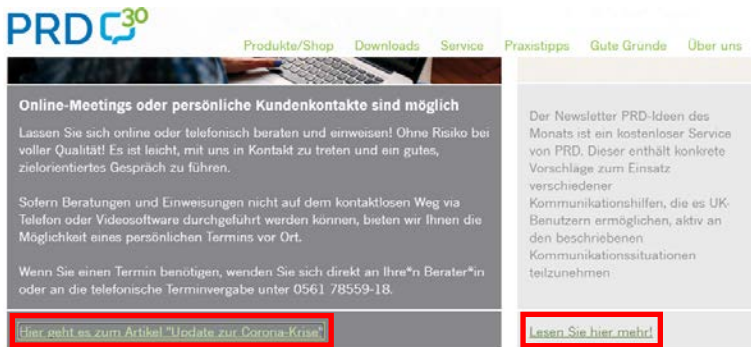 PRD 30
Produkte/Shop Downloads Service Praxistipps Gute Gründe Über uns
Online-Meetings oder persönliche Kundenkontakte sind möglich
Lassen Sie sich online oder telefonisch beraten und einweisen! Ohne Risiko bei
voller Qualität! Es ist leicht, mit uns in Kontakt zu treten und ein gutes,
zielorientiertes Gespräch zu führen.
Sofern Beratungen und Einweisungen nicht auf dem kontaktlosen Weg via
Telefon oder Videosoftware durchgeführt werden können, bieten wir Ihnen die
Möglichkeit eines persönlichen Termins vor Ort.
Wenn Sie einen Termin benötigen, wenden Sie sich direkt an Ihre*n Berater*in
oder an die telefonische Terminvergabe unter 0561 78559-18.
Hier geht es zum Artikel "Update zur Corona-Krise"
Der Newsletter PRD-Ideen des
Monats ist ein kostenloser Service
von PRD. Dieser enthält konkrete
Vorschläge zum Einsatz
verschiedener
Kommunikationshilfen, die es UK-
Benutzern ermöglichen, aktiv an
den beschriebenen
Kommunikationssituationen
teilzunehmen
Lesen Sie hier mehr!